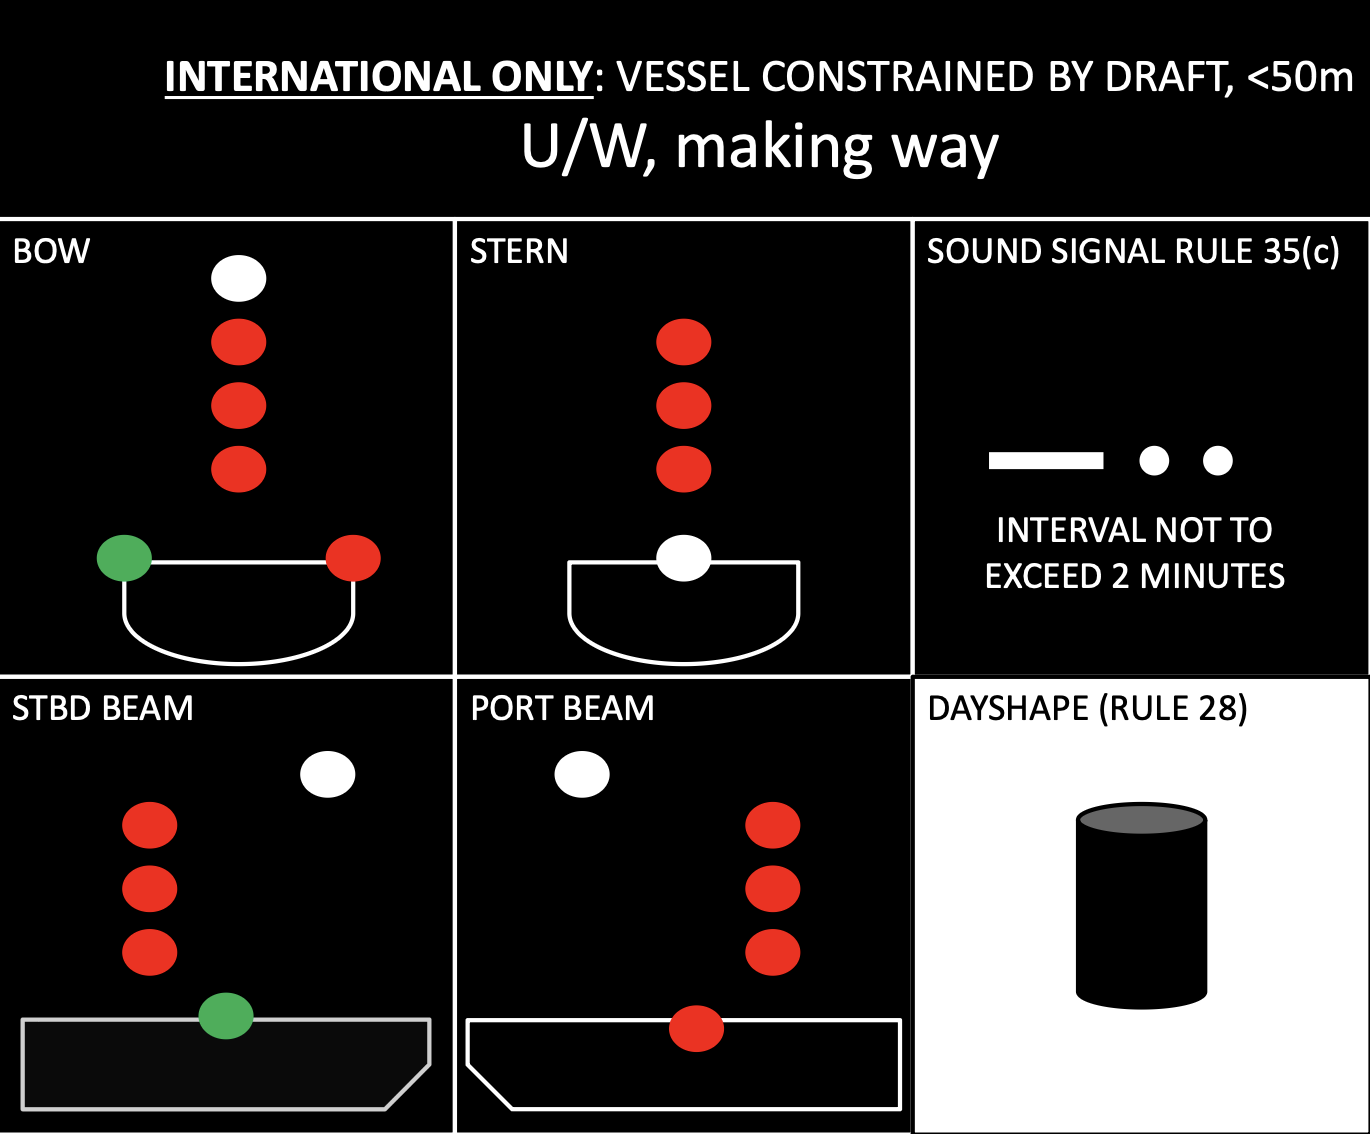 INTERNATIONAL ONLY: VESSEL CONSTRAINED BY DRAFT, <50m
U/W, making way
BOW
STERN
SOUND SIGNAL RULE 35(c)
INTERVAL NOT TO
EXCEED 2 MINUTES
STBD BEAM
PORT BEAM
DAYSHAPE (RULE 28)